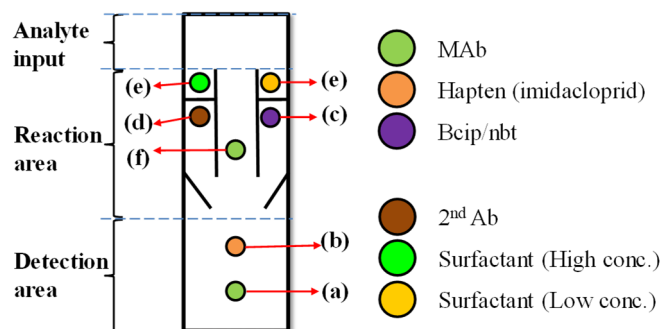 Analyte
input
(e)
(e)
(d)
(c)
Reaction
area
(f)
(b)
Detection
area
(a)
MAb
Hapten (imidacloprid)
Bcip/nbt
2nd Ab
Surfactant (High conc.)
Surfactant (Low conc.)